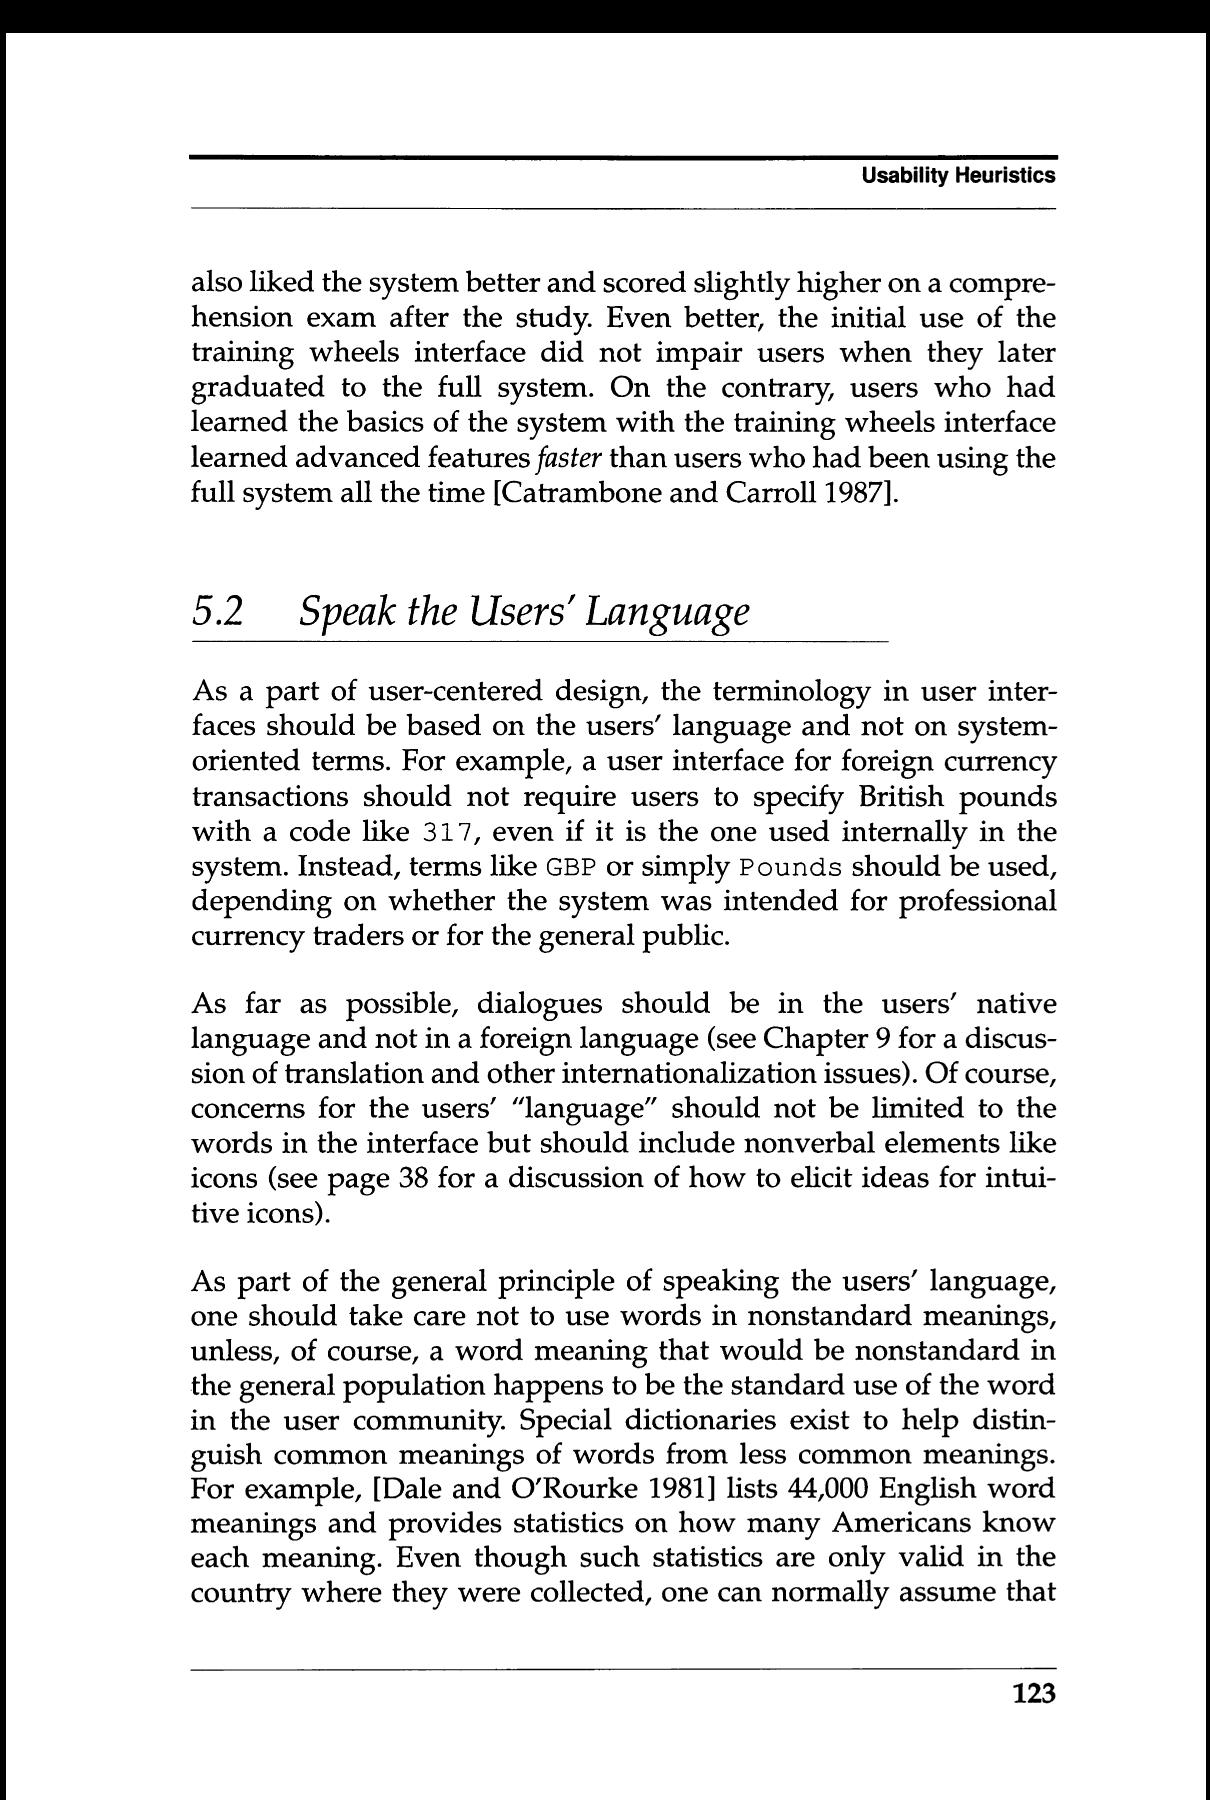 Usability Heuristics
also liked the system better and scored slightly higher on a compre-
hension exam after the study. Even better, the initial use of the
training wheels interface did not impair users when they later
graduated to the full system. On the contrary, users who had
learned the basics of the system with the training wheels interface
learned advanced features faster than users who had been using the
full system all the time [Catrambone and Carroll 1987].
5.2 Speak the Users' Language
As a part of user-centered design, the terminology in user inter-
faces should be based on the users' language and not on system-
oriented terms. For example, a user interface for foreign currency
transactions should not require users to specify British pounds
with a code like 317, even if it is the one used internally in the
system. Instead, terms like GBP or simply Pounds should be used,
depending on whether the system was intended for professional
currency traders or for the general public.
As far as possible, dialogues should be in the users' native
language and not in a foreign language (see Chapter 9 for a discus-
sion of translation and other internationalization issues). Of course,
concerns for the users' "language" should not be limited to the
words in the interface but should include nonverbal elements like
icons (see page 38 for a discussion of how to elicit ideas for intui-
tive icons).
As part of the general principle of speaking the users' language,
one should take care not to use words in nonstandard meanings,
unless, of course, a word meaning that would be nonstandard in
the general population happens to be the standard use of the word
in the user community. Special dictionaries exist to help distin-
guish common meanings of words from less common meanings.
For example, [Dale and O'Rourke 1981] lists 44,000 English word
meanings and provides statistics on how many Americans know
each meaning. Even though such statistics are only valid in the
country where they were collected, one can normally assume that
123